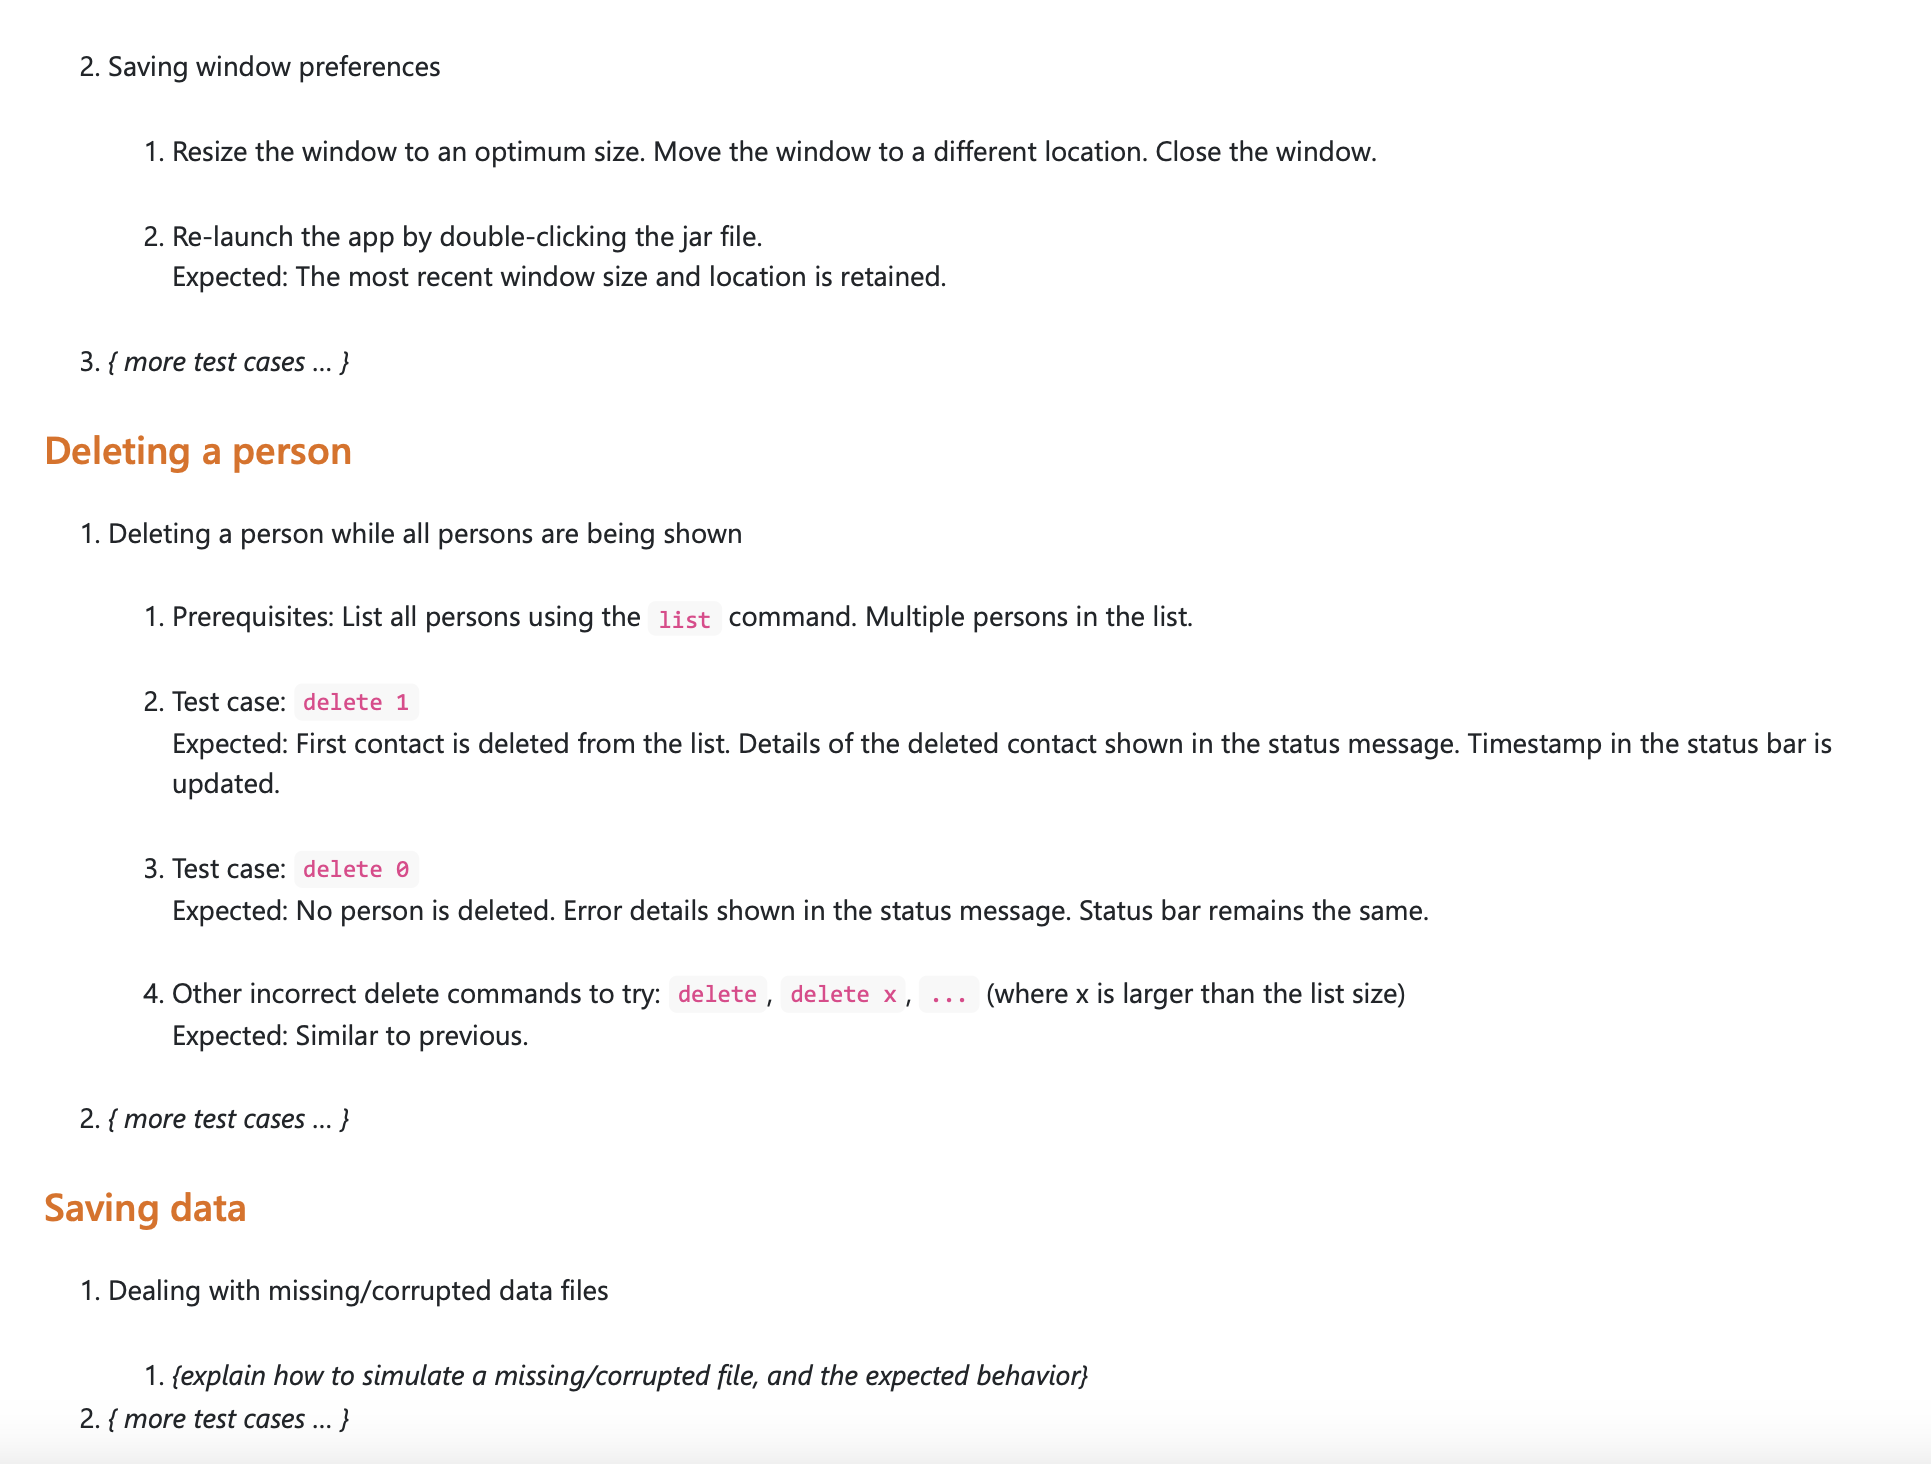 2. Saving window preferences
1. Resize the window to an optimum size. Move the window to a different location. Close the window.
2. Re-launch the app by double-clicking the jar file.
Expected: The most recent window size and location is retained.
3. { more test cases ... }
Deleting a person
1. Deleting a person while all persons are being shown
1. Prerequisites: List all persons using the list command. Multiple persons in the list.
2. Test case: delete 1
Expected: First contact is deleted from the list. Details of the deleted contact shown in the status message. Timestamp in the status bar is
updated.
3. Test case: delete 0
Expected: No person is deleted. Error details shown in the status message. Status bar remains the same.
4. Other incorrect delete commands to try: delete, delete x, ... (where x is larger than the list size)
Expected: Similar to previous.
2. { more test cases ... }
Saving data
1. Dealing with missing/corrupted data files
1. {explain how to simulate a missing/corrupted file, and the expected behavior}
2. { more test cases ... }